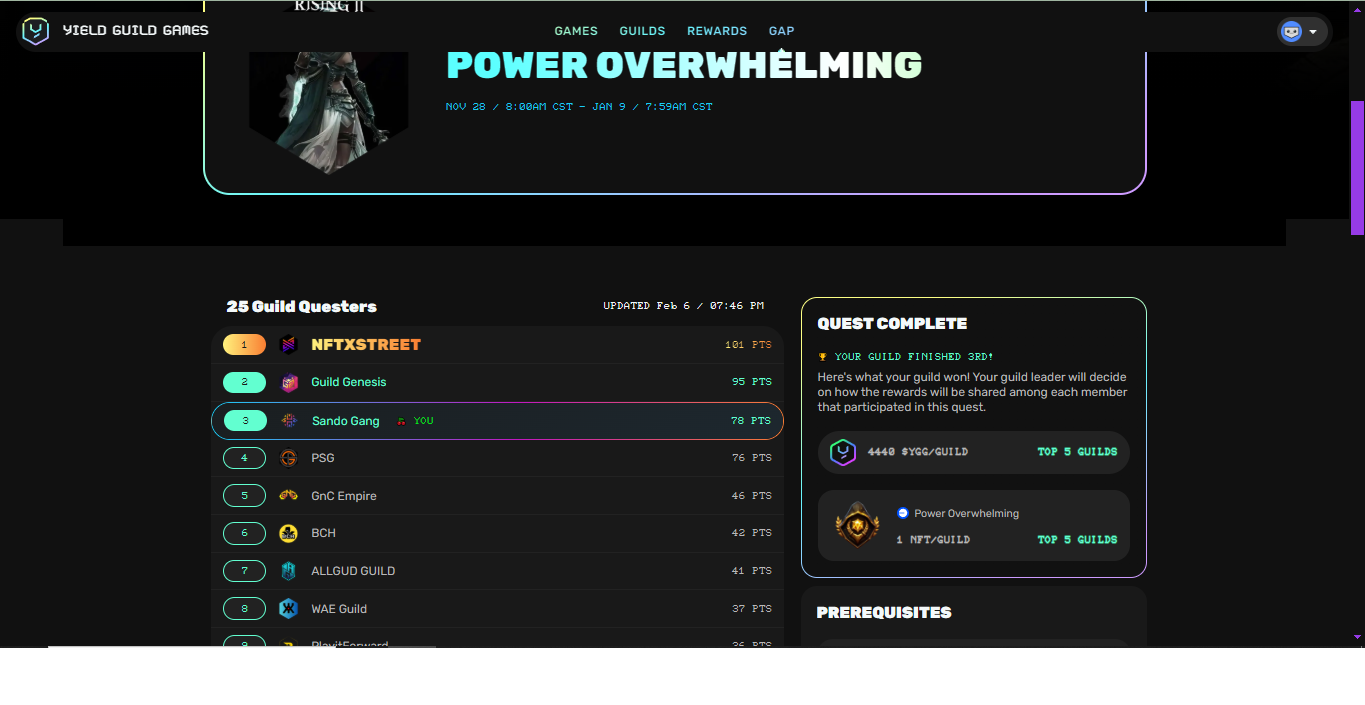 RISING II
YIELD GUILD GAMES
GAMES GUILDS REWARDS GAP
POWER OVERWHELMING
NOV 28 / 8:00AM CST - JAN 9 / 7:59AM CST
25 Guild Questers
UPDATED Feb 6 / 07:46 PM
1 NFTXSTREET 101 PTS
2 Guild Genesis 95 PTS
3 Sando Gang YOU 78 PTS
4 PSG 76 PTS
5 GnC Empire 46 PTS
6 BCH 42 PTS
7 ALLGUD GUILD 41 PTS
8 WAE Guild 37 PTS
9 PlayitForward 36 PTS
QUEST COMPLETE
YOUR GUILD FINISHED 3RD!
Here's what your guild won! Your guild leader will decide
on how the rewards will be shared among each member
that participated in this quest.
4440 $YGG/GUILD TOP 5 GUILDS
Power Overwhelming
1 NFT/GUILD TOP 5 GUILDS
PREREQUISITES